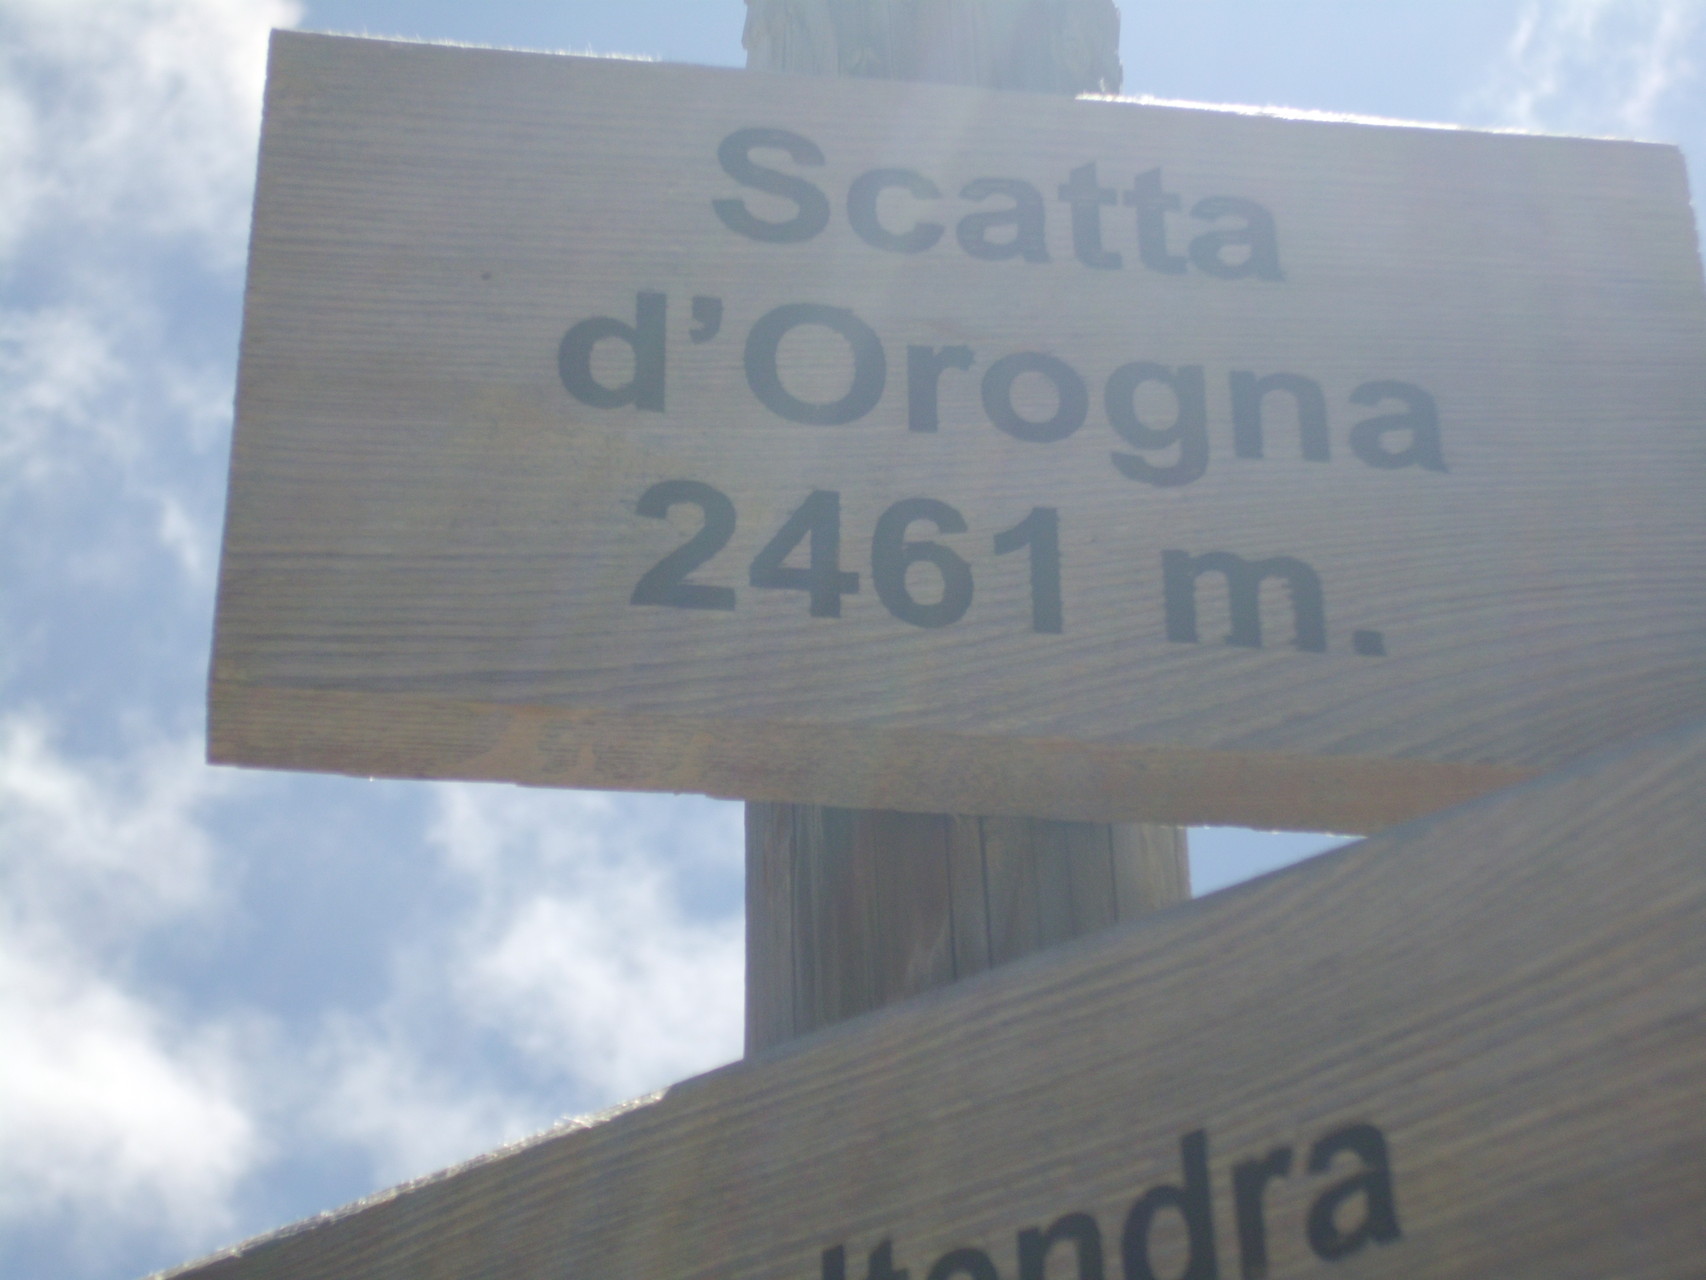 Scatta
d’Orogna
2461 m.